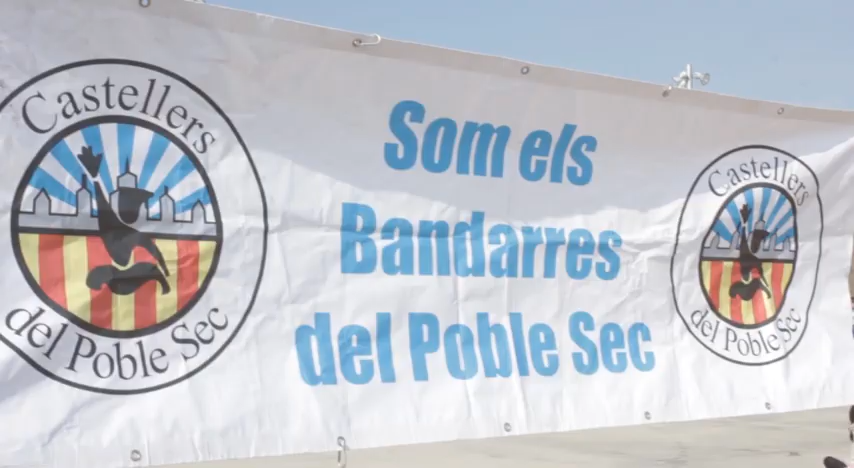 Castellers
del Poble Sec
Som els
Bandarres
del Poble Sec
Castellers
del Poble Sec